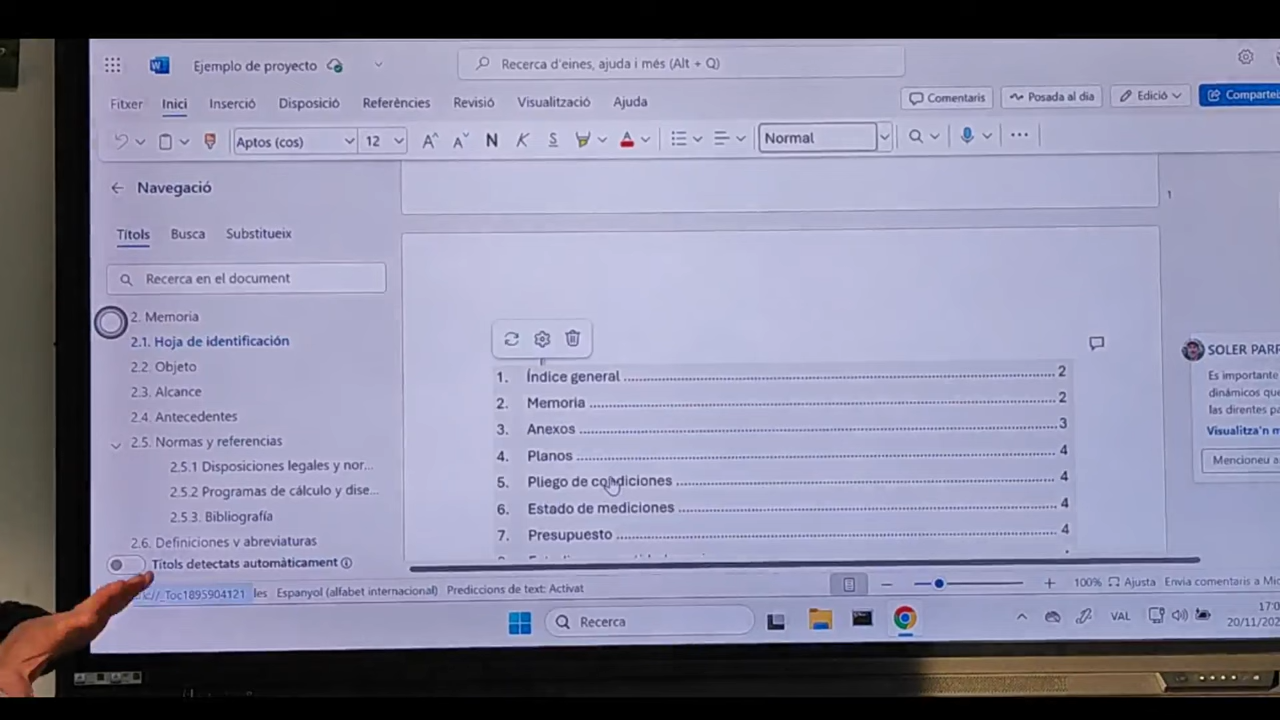 Ejemplo de proyecto
Recerca d'eines, ajuda i més (Alt + Q)
Fitxer Inici Inserció Disposició Referències Revisió Visualització Ajuda
Comentaris Posada al dia Edició Comparteix
Aptos (cos) 12 N K S A Normal
Navegació
1
Títols Busca Substitueix
Recerca en el document
2. Memoria
2.1. Hoja de identificación
2.2. Objeto
2.3. Alcance
2.4. Antecedentes
2.5. Normas y referencias
2.5.1 Disposiciones legales y nor...
2.5.2 Programas de cálculo y dise...
2.5.3. Bibliografía
2.6. Definiciones y abreviaturas
Títols detectats automàticament
1. Índice general 2
2. Memoria 2
3. Anexos 3
4. Planos 4
5. Pliego de condiciones 4
6. Estado de mediciones 4
7. Presupuesto 4
SOLER PARR
Es importante
dinámicos que
las direntes pa
Visualitza'n m
Mencioneu a
_Toc1895904121 les Espanyol (alfabet internacional) Prediccions de text: Activat
100% Ajusta Envia comentaris a Mic
Recerca
VAL
17:0
20/11/202